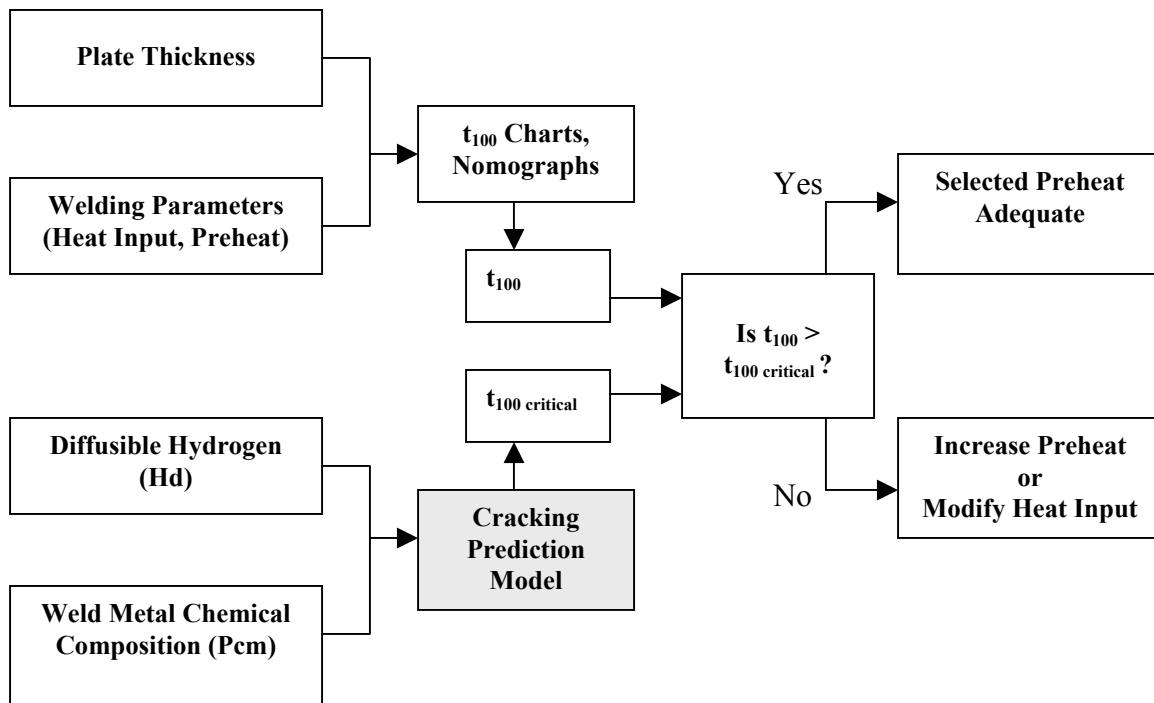 Plate Thickness
Welding Parameters
(Heat Input, Preheat)
t100 Charts,
Nomographs
t100
Diffusible Hydrogen
(Hd)
Weld Metal Chemical
Composition (Pcm)
Cracking
Prediction
Model
t100 critical
Is t100 >
t100 critical ?
Yes
Selected Preheat
Adequate
No
Increase Preheat
or
Modify Heat Input